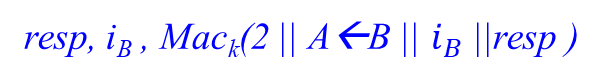 resp, i_B , Mac_k(2 || A🡨B || i_B ||resp )